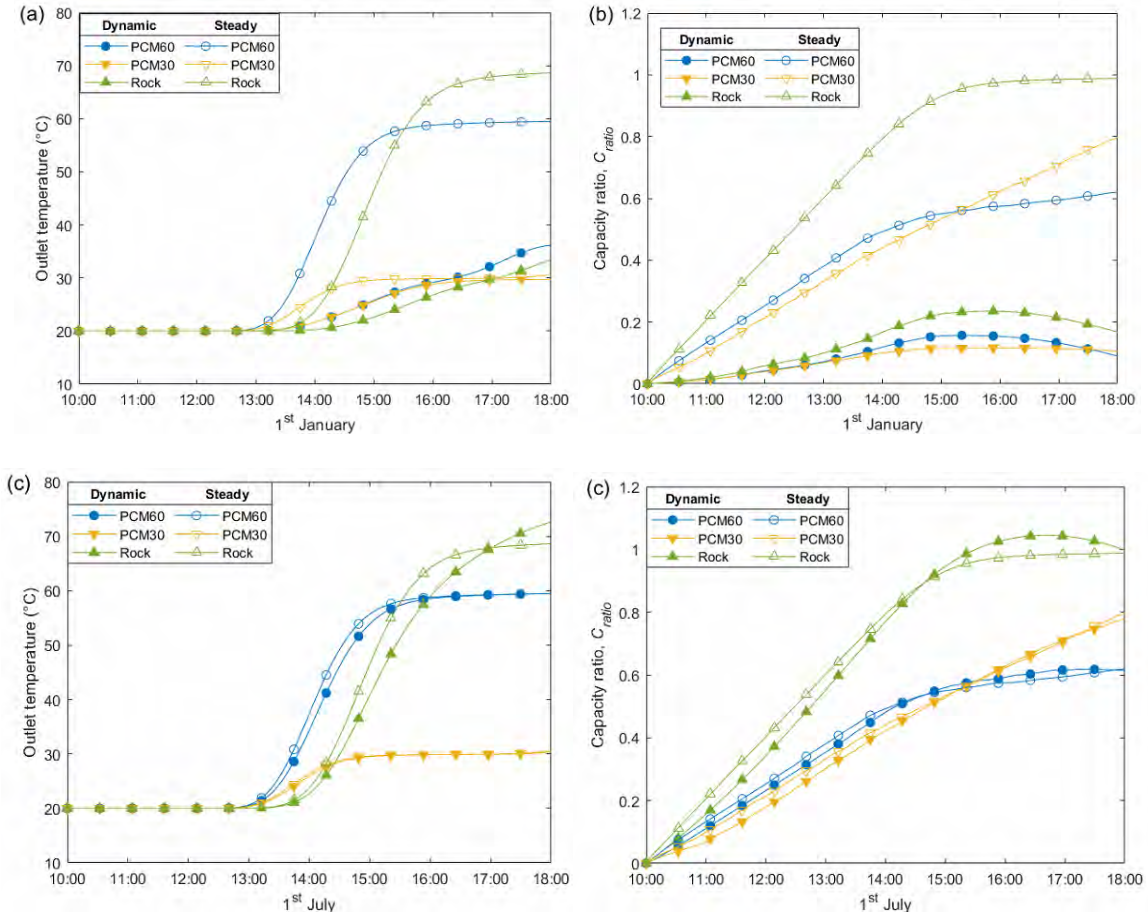 (a)
80
70
60
50
40
30
20
10
Outlet temperature (°C)
Dynamic Steady
PCM60 PCM60
PCM30 PCM30
Rock Rock
10:00 11:00 12:00 13:00 14:00 15:00 16:00 17:00 18:00
1st January
(b)
1.2
1
0.8
0.6
0.4
0.2
0
Capacity ratio, C_ratio
Dynamic Steady
PCM60 PCM60
PCM30 PCM30
Rock Rock
10:00 11:00 12:00 13:00 14:00 15:00 16:00 17:00 18:00
1st January
(c)
80
70
60
50
40
30
20
10
Outlet temperature (°C)
Dynamic Steady
PCM60 PCM60
PCM30 PCM30
Rock Rock
10:00 11:00 12:00 13:00 14:00 15:00 16:00 17:00 18:00
1st July
(c)
1.2
1
0.8
0.6
0.4
0.2
0
Capacity ratio, C_ratio
Dynamic Steady
PCM60 PCM60
PCM30 PCM30
Rock Rock
10:00 11:00 12:00 13:00 14:00 15:00 16:00 17:00 18:00
1st July